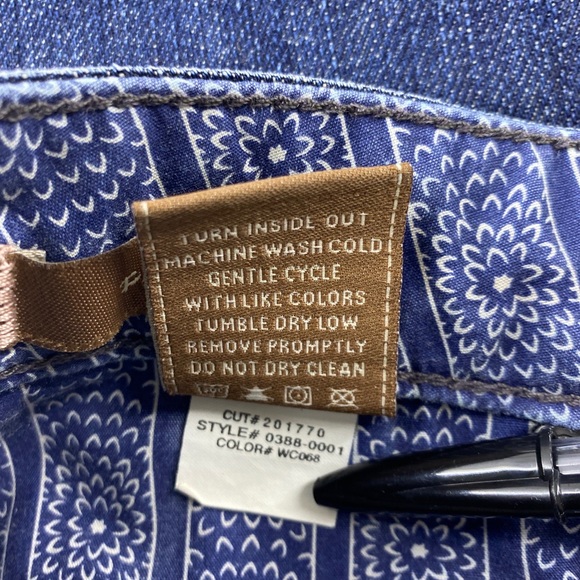 TURN INSIDE OUT
MACHINE WASH COLD
GENTLE CYCLE
WITH LIKE COLORS
TUMBLE DRY LOW
REMOVE PROMPTLY
DO NOT DRY CLEAN
CUT# 201770
STYLE# 0388-0001
COLOR# WC068